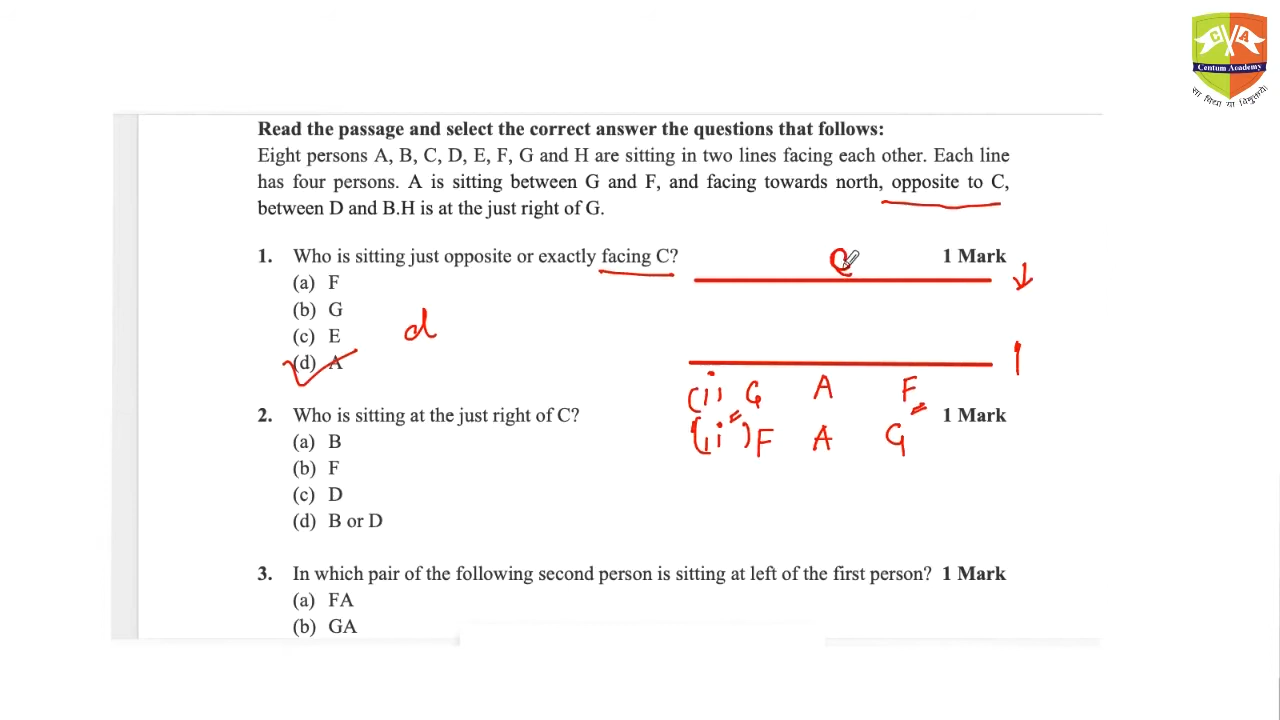 C A
Centum Academy
सा विद्या या विमुक्तये
Read the passage and select the correct answer the questions that follows:
Eight persons A, B, C, D, E, F, G and H are sitting in two lines facing each other. Each line
has four persons. A is sitting between G and F, and facing towards north, opposite to C,
between D and B.H is at the just right of G.
1. Who is sitting just opposite or exactly facing C? 1 Mark
(a) F
(b) G
(c) E
(d) A
d
C
(i) G A F
(ii) F A G
2. Who is sitting at the just right of C? 1 Mark
(a) B
(b) F
(c) D
(d) B or D
3. In which pair of the following second person is sitting at left of the first person? 1 Mark
(a) FA
(b) GA